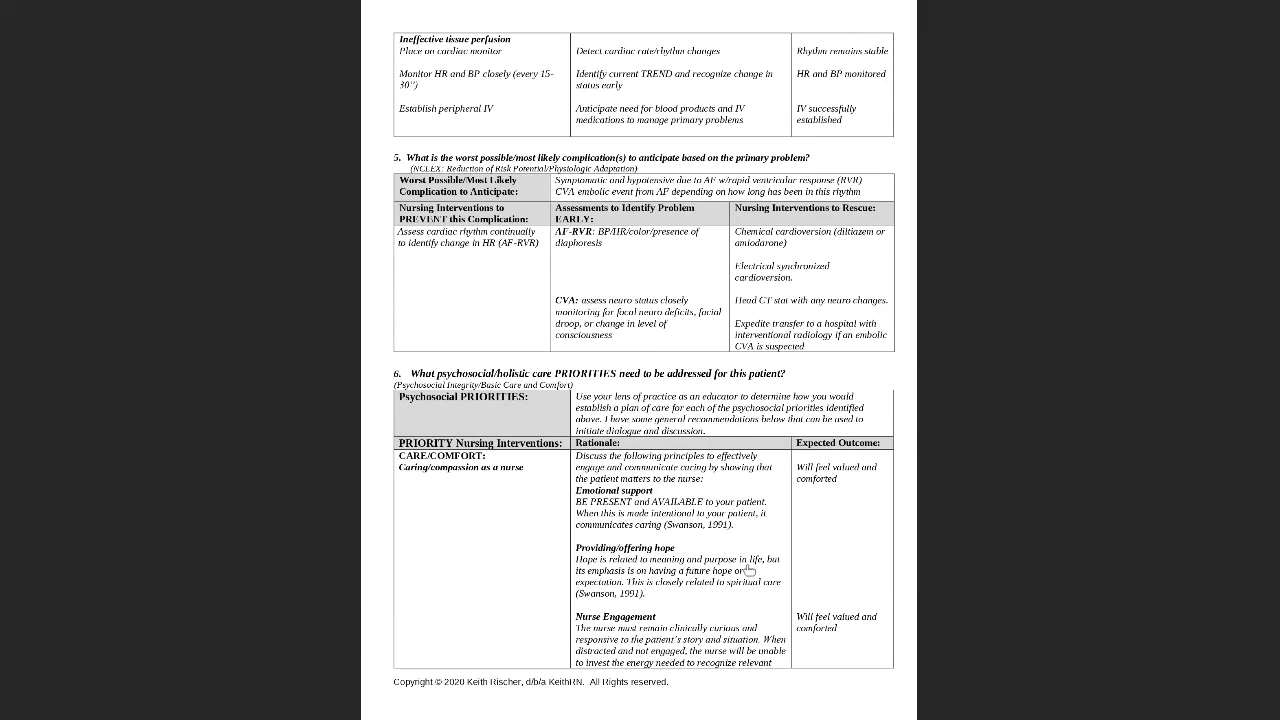 Ineffective tissue perfusion
Place on cardiac monitor
Detect cardiac rate/rhythm changes
Rhythm remains stable
Monitor HR and BP closely (every 15-
30")
Identify current TREND and recognize change in
status early
HR and BP monitored
Establish peripheral IV
Anticipate need for blood products and IV
medications to manage primary problems
IV successfully
established
5. What is the worst possible/most likely complication(s) to anticipate based on the primary problem?
(NCLEX: Reduction of Risk Potential/Physiologic Adaptation)
Worst Possible/Most Likely
Complication to Anticipate:
Symptomatic and hypotensive due to AF w/rapid ventricular response (RVR)
CVA embolic event from AF depending on how long has been in this rhythm
Nursing Interventions to
PREVENT this Complication:
Assessments to Identify Problem
EARLY:
Nursing Interventions to Rescue:
Assess cardiac rhythm continually
to identify change in HR (AF-RVR)
AF-RVR: BP/HR/color/presence of
diaphoresis
CVA: assess neuro status closely
monitoring for focal neuro deficits, facial
droop, or change in level of
consciousness
Chemical cardioversion (diltiazem or
amiodarone)
Electrical synchronized
cardioversion.
Head CT stat with any neuro changes.
Expedite transfer to a hospital with
interventional radiology if an embolic
CVA is suspected
6. What psychosocial/holistic care PRIORITIES need to be addressed for this patient?
(Psychosocial Integrity/Basic Care and Comfort)
Psychosocial PRIORITIES:
Use your lens of practice as an educator to determine how you would
establish a plan of care for each of the psychosocial priorities identified
above. I have some general recommendations below that can be used to
initiate dialogue and discussion.
PRIORITY Nursing Interventions:
Rationale:
Expected Outcome:
CARE/COMFORT:
Caring/compassion as a nurse
Discuss the following principles to effectively
engage and communicate caring by showing that
the patient matters to the nurse:
Emotional support
BE PRESENT and AVAILABLE to your patient.
When this is made intentional to your patient, it
communicates caring (Swanson, 1991).
Providing/offering hope
Hope is related to meaning and purpose in life, but
its emphasis is on having a future hope or
expectation. This is closely related to spiritual care
(Swanson, 1991).
Nurse Engagement
The nurse must remain clinically curious and
responsive to the patient's story and situation. When
distracted and not engaged, the nurse will be unable
to invest the energy needed to recognize relevant
Will feel valued and
comforted
Will feel valued and
comforted
Copyright © 2020 Keith Rischer, d/b/a KeithRN. All Rights reserved.